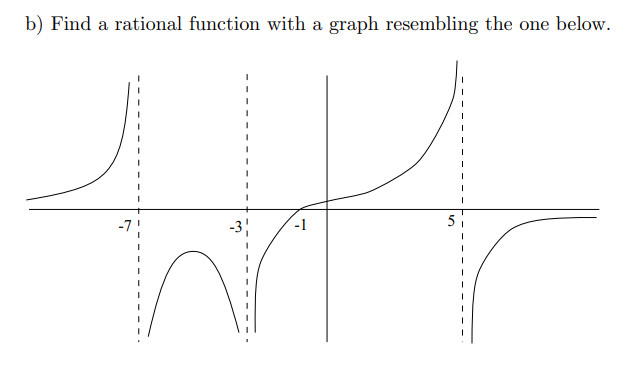 b) Find a rational function with a graph resembling the one below.
-7 -3 -1 5